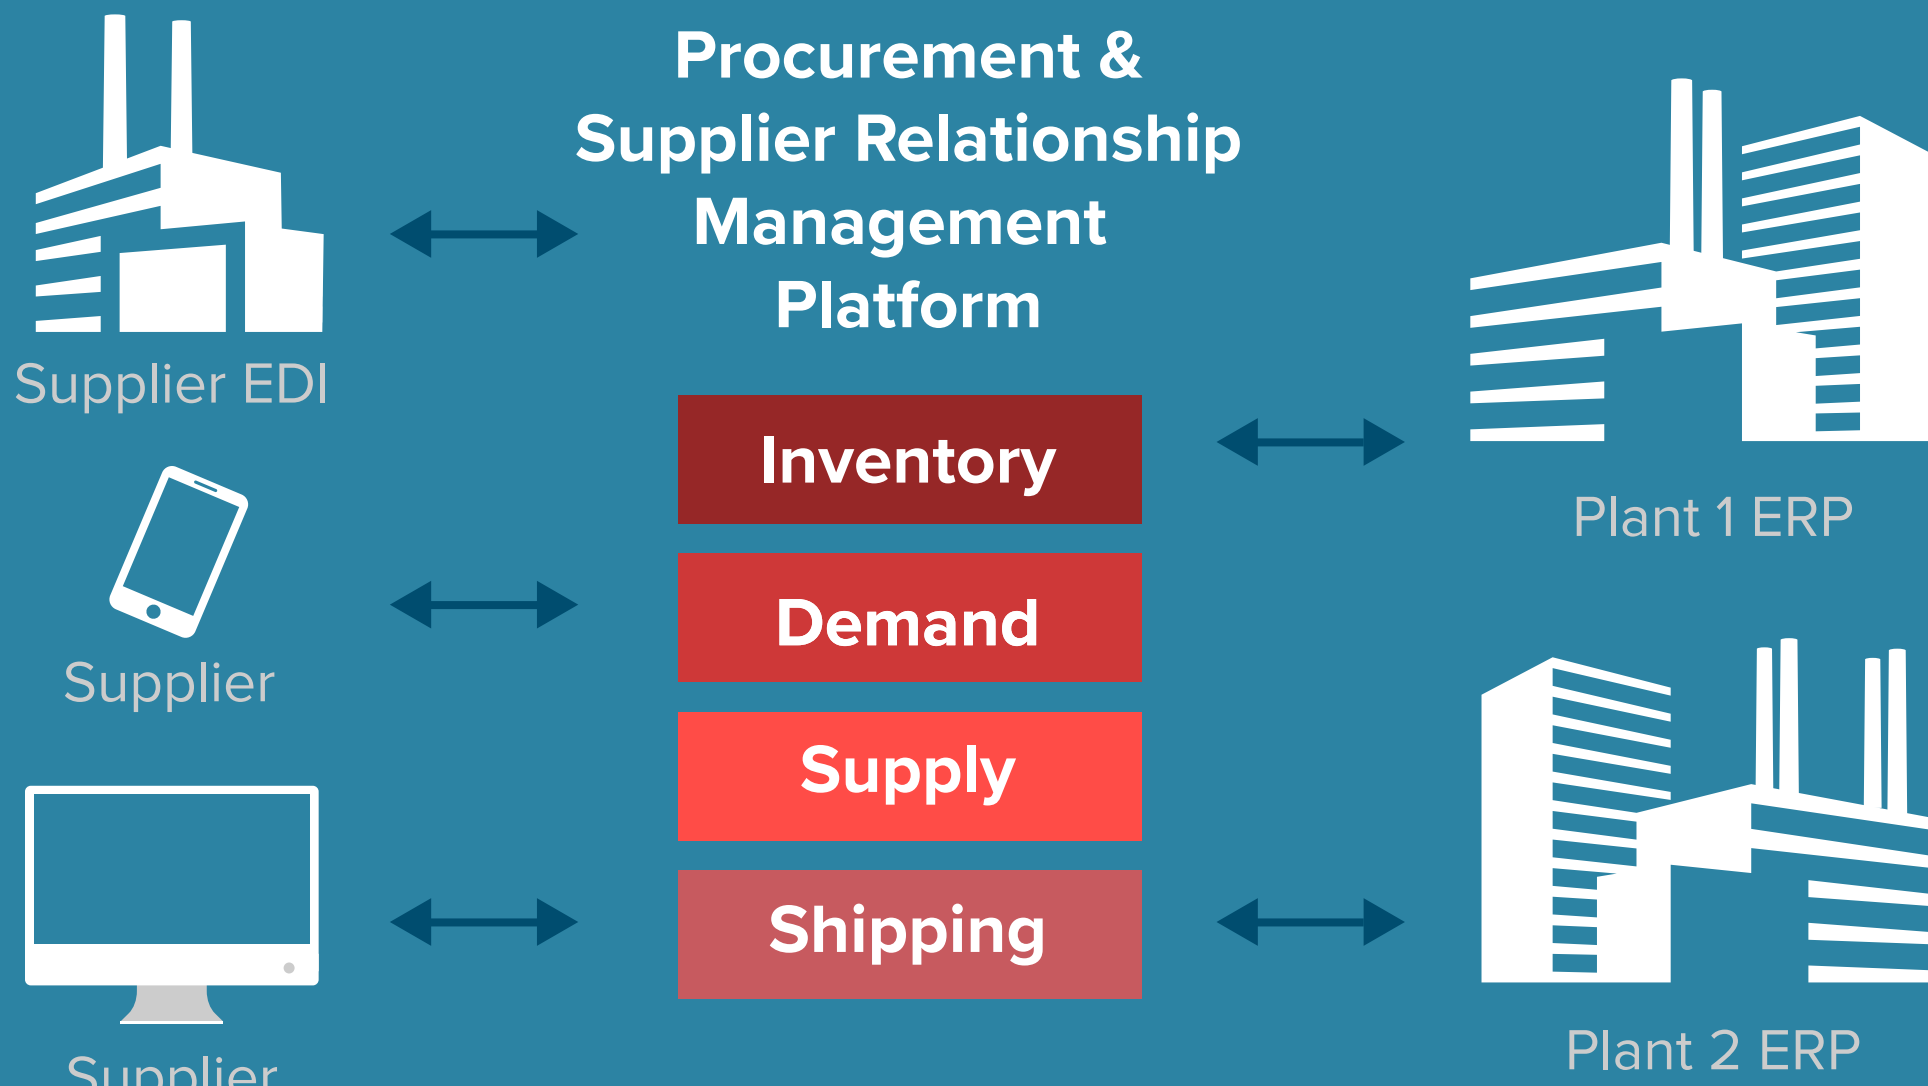 Procurement &
Supplier Relationship
Management
Platform
Supplier EDI
Inventory
Plant 1 ERP
Demand
Supplier
Supply
Shipping
Plant 2 ERP
Supplier